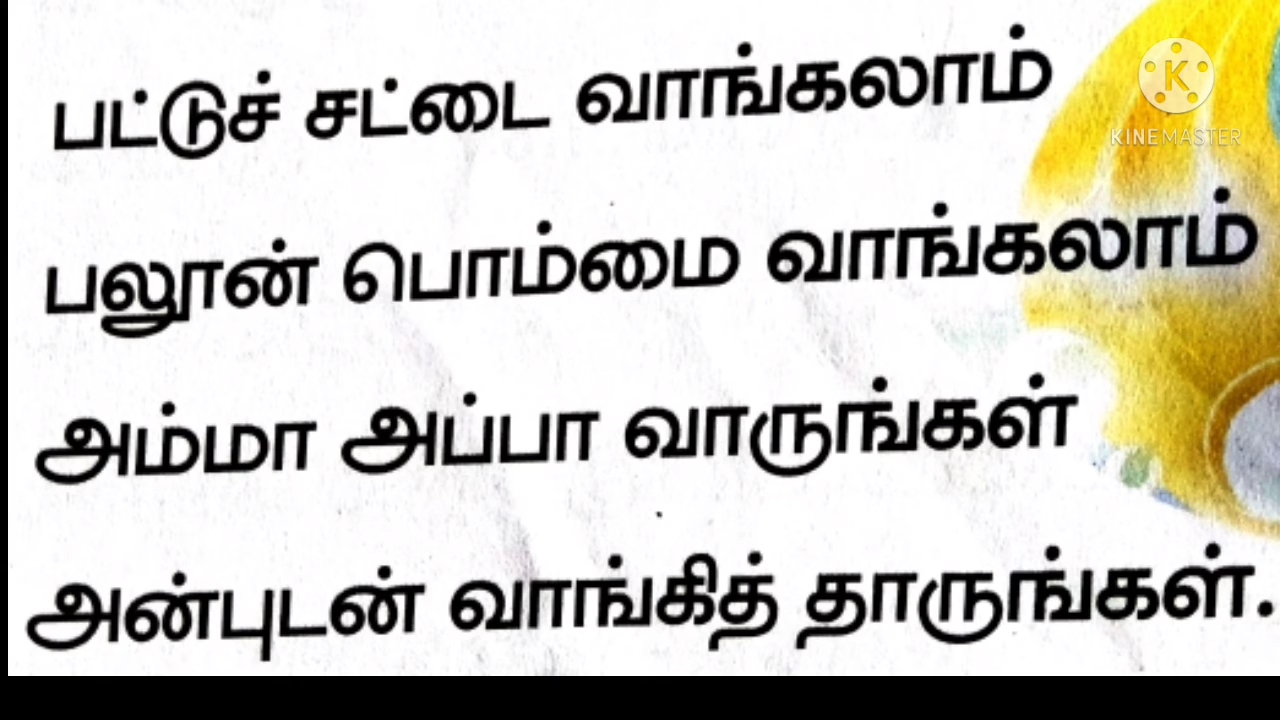 பட்டுச் சட்டை வாங்கலாம்
பலூன் பொம்மை வாங்கலாம்
அம்மா அப்பா வாருங்கள்
அன்புடன் வாங்கித் தாருங்கள்.
K
KINEMASTER